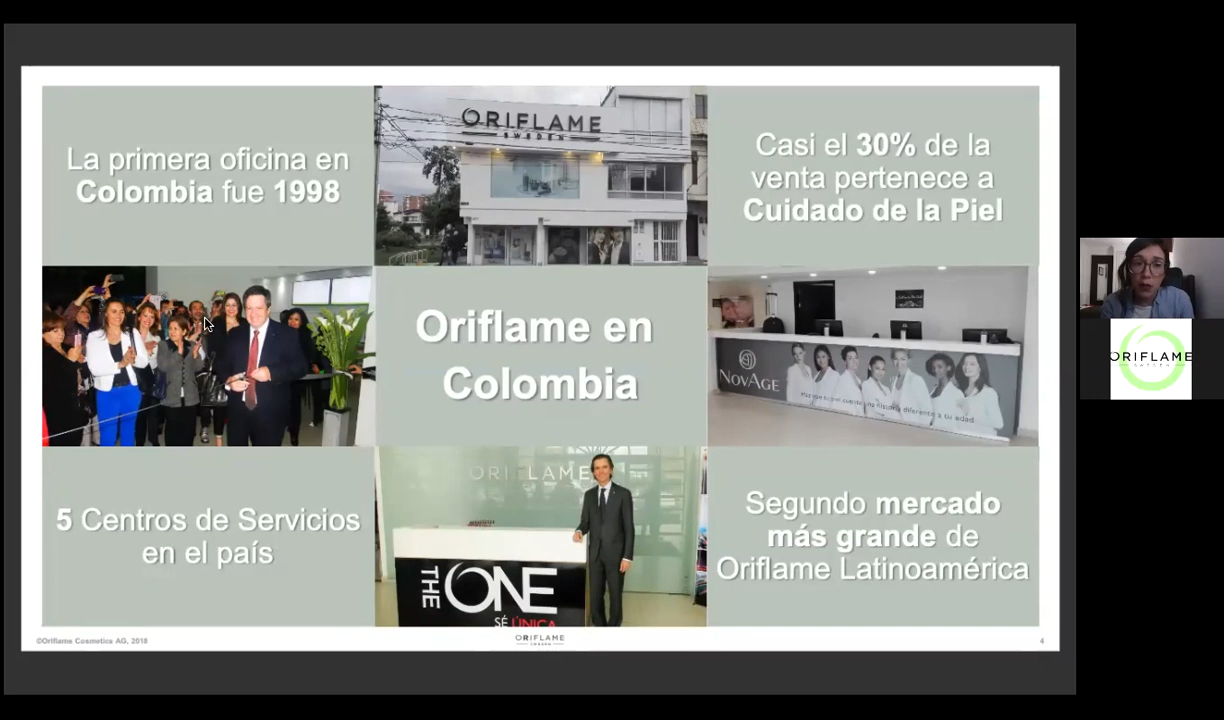 La primera oficina en
Colombia fue 1998
ORIFLAME
SWEDEN
Casi el 30% de la
venta pertenece a
Cuidado de la Piel
Oriflame en
Colombia
NOVAGE
5 Centros de Servicios
en el país
ORIFLAME
THE ONE
SÉ ÚNICA
Segundo mercado
más grande de
Oriflame Latinoamérica
©Oriflame Cosmetics AG, 2018
ORIFLAME
SWEDEN
4
ORIFLAME
SWEDEN